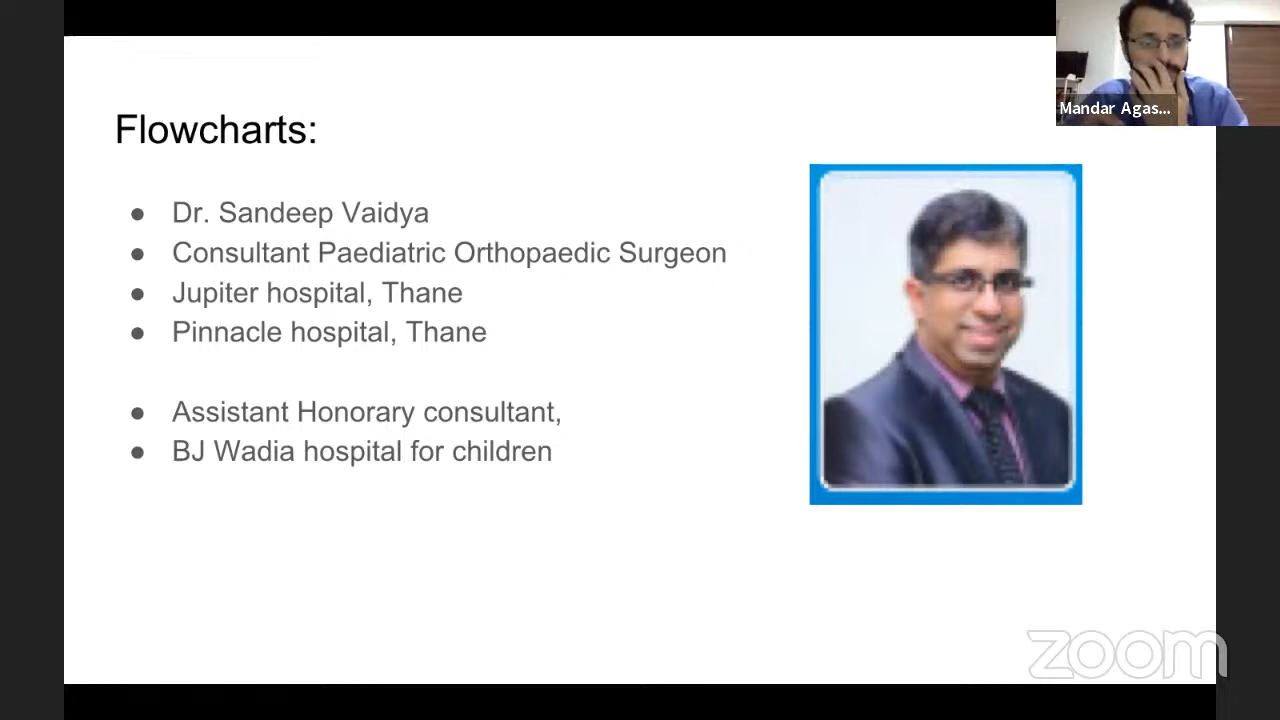 Flowcharts:
Mandar Agas...
● Dr. Sandeep Vaidya
● Consultant Paediatric Orthopaedic Surgeon
● Jupiter hospital, Thane
● Pinnacle hospital, Thane
● Assistant Honorary consultant,
● BJ Wadia hospital for children
zoom